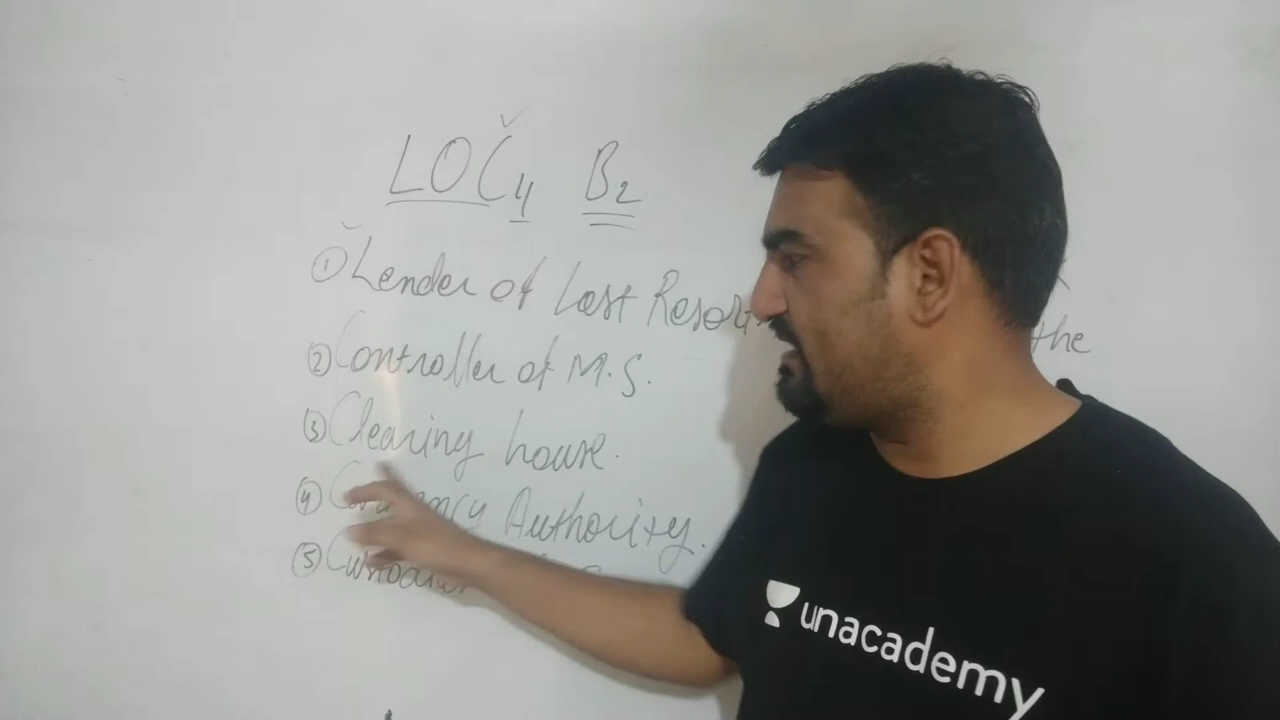 LOC4 B2
① Lender of Last Resort
the
② Controller of M.S.
③ Clearing house.
④ Currency Authority.
⑤ Custodian
unacademy